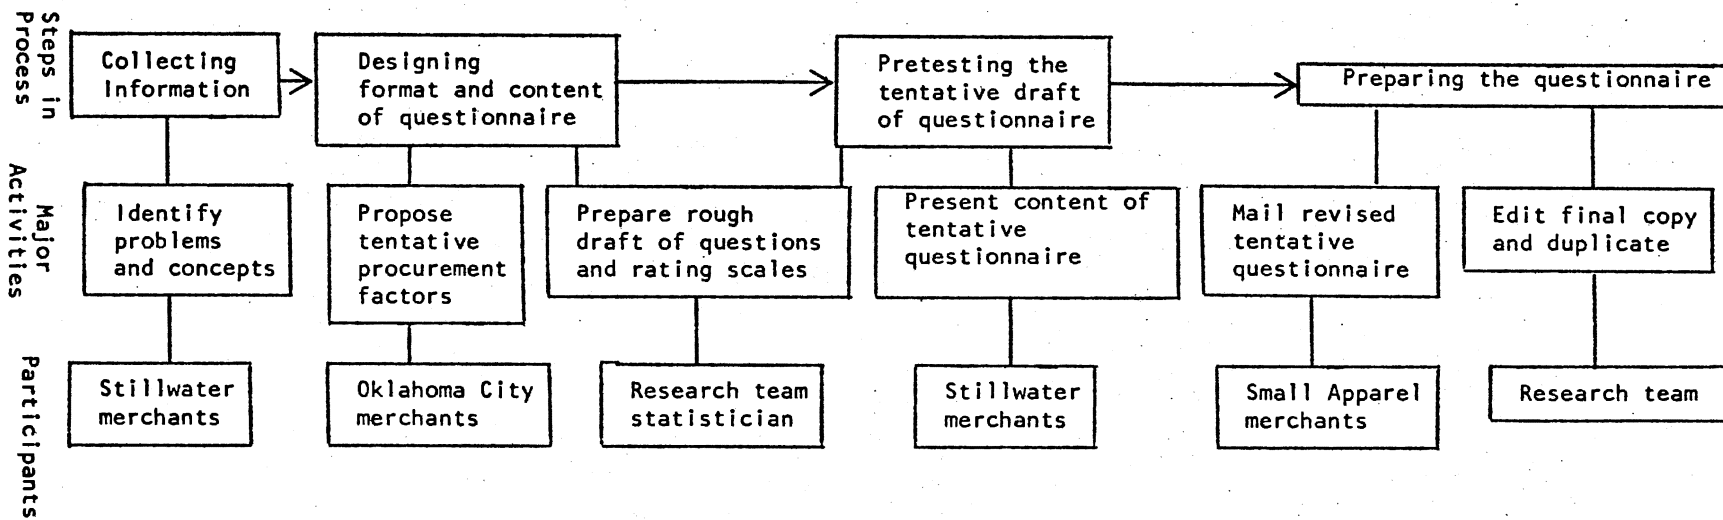 Steps in
Process
Collecting
Information
Designing
format and content
of questionnaire
Pretesting the
tentative draft
of questionnaire
Preparing the questionnaire
Major
Activities
Identify
problems
and concepts
Propose
tentative
procurement
factors
Prepare rough
draft of questions
and rating scales
Present content of
tentative
questionnaire
Mail revised
tentative
questionnaire
Edit final copy
and duplicate
Participants
Stillwater
merchants
Oklahoma City
merchants
Research team
statistician
Stillwater
merchants
Small Apparel
merchants
Research team